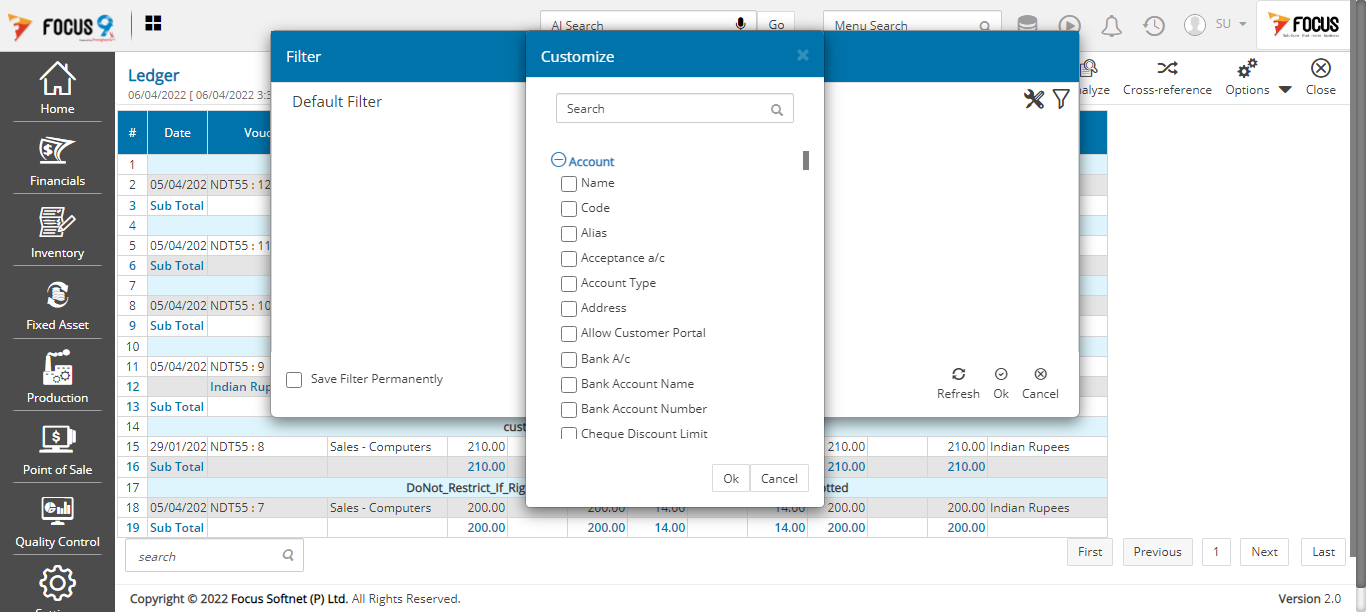 FOCUS 9
AI Search
Go
Menu Search
SU
FOCUS
Home
Financials
Inventory
Fixed Asset
Production
Point of Sale
Quality Control
Ledger
06/04/2022 [ 06/04/2022 3:3
alyze
Cross-reference
Options
Close
Filter
Default Filter
Save Filter Permanently
Refresh
Ok
Cancel
Customize
Search
Account
Name
Code
Alias
Acceptance a/c
Account Type
Address
Allow Customer Portal
Bank A/c
Bank Account Name
Bank Account Number
Cheque Discount Limit
Ok Cancel
# Date Vouc
1
2 05/04/202 NDT55 : 12
3 Sub Total
4
5 05/04/202 NDT55 : 11
6 Sub Total
7
8 05/04/202 NDT55 : 10
9 Sub Total
10
11 05/04/202 NDT55 : 9
12 Indian Rup
13 Sub Total
14 cust
15 29/01/202 NDT55 : 8 Sales - Computers 210.00 210.00 210.00 Indian Rupees
16 Sub Total 210.00 210.00 210.00
17 DoNot_Restrict_If_Rig otted
18 05/04/202 NDT55 : 7 Sales - Computers 200.00 200.00 14.00 14.00 200.00 200.00 Indian Rupees
19 Sub Total 200.00 200.00 14.00 14.00 200.00 200.00
search
First Previous 1 Next Last
Copyright © 2022 Focus Softnet (P) Ltd. All Rights Reserved.
Version 2.0